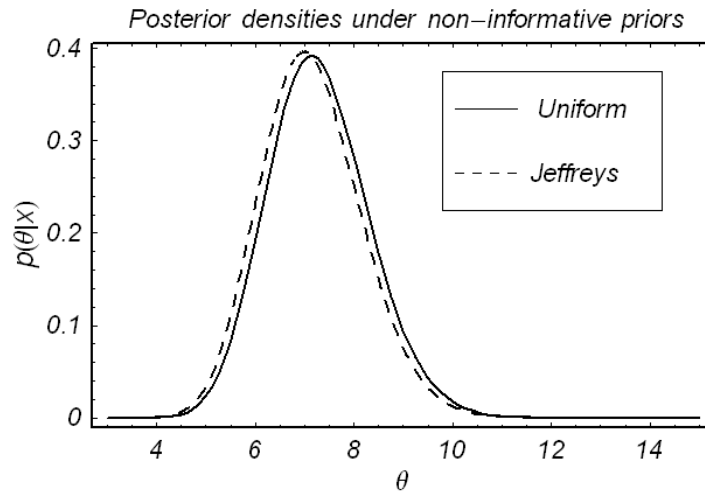 Posterior densities under non-informative priors
0.4
0.3
0.2
0.1
0
p(θ|x)
Uniform
Jeffreys
4 6 8 10 12 14
θ